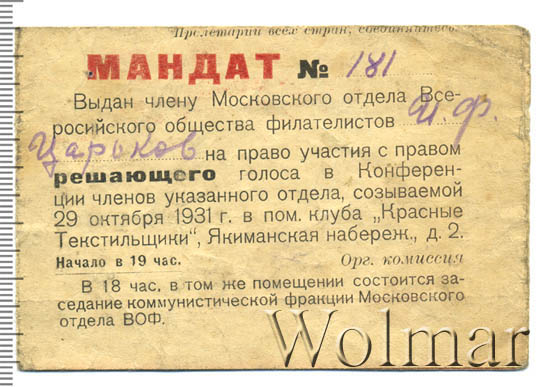 "Пролетарии всех стран, соединяйтесь"
МАНДАТ № 181
Выдан члену Московского отдела Все-
российского общества филателистов И. Ф.
Царьков на право участия с правом
решающего голоса в Конферен-
ции членов указанного отдела, созываемой
29 октября 1931 г. в пом. клуба „Красные
Текстильщики", Якиманская набереж., д. 2.
Начало в 19 час. Орг. комиссия
В 18 час. в том же помещении состоится за-
седание коммунистической фракции Московского
отдела ВОФ.
Wolmar